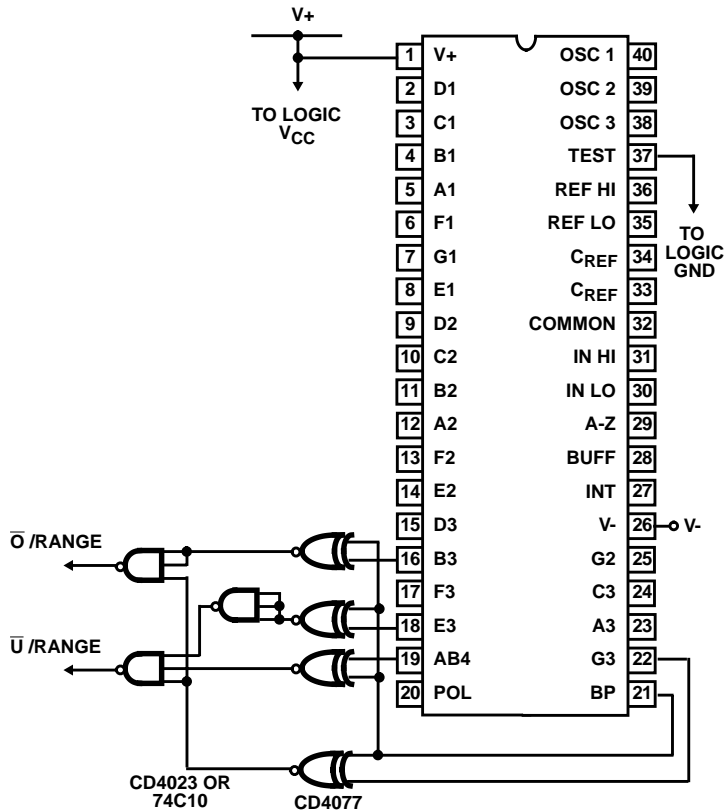 V+
TO LOGIC
VCC
1 V+ OSC 1 40
2 D1 OSC 2 39
3 C1 OSC 3 38
4 B1 TEST 37
5 A1 REF HI 36
6 F1 REF LO 35
7 G1 CREF 34
8 E1 CREF 33
9 D2 COMMON 32
10 C2 IN HI 31
11 B2 IN LO 30
12 A2 A-Z 29
13 F2 BUFF 28
14 E2 INT 27
15 D3 V- 26 V-
16 B3 G2 25
17 F3 C3 24
18 E3 A3 23
19 AB4 G3 22
20 POL BP 21
TO
LOGIC
GND
O̅ /RANGE
U̅ /RANGE
CD4023 OR
74C10
CD4077